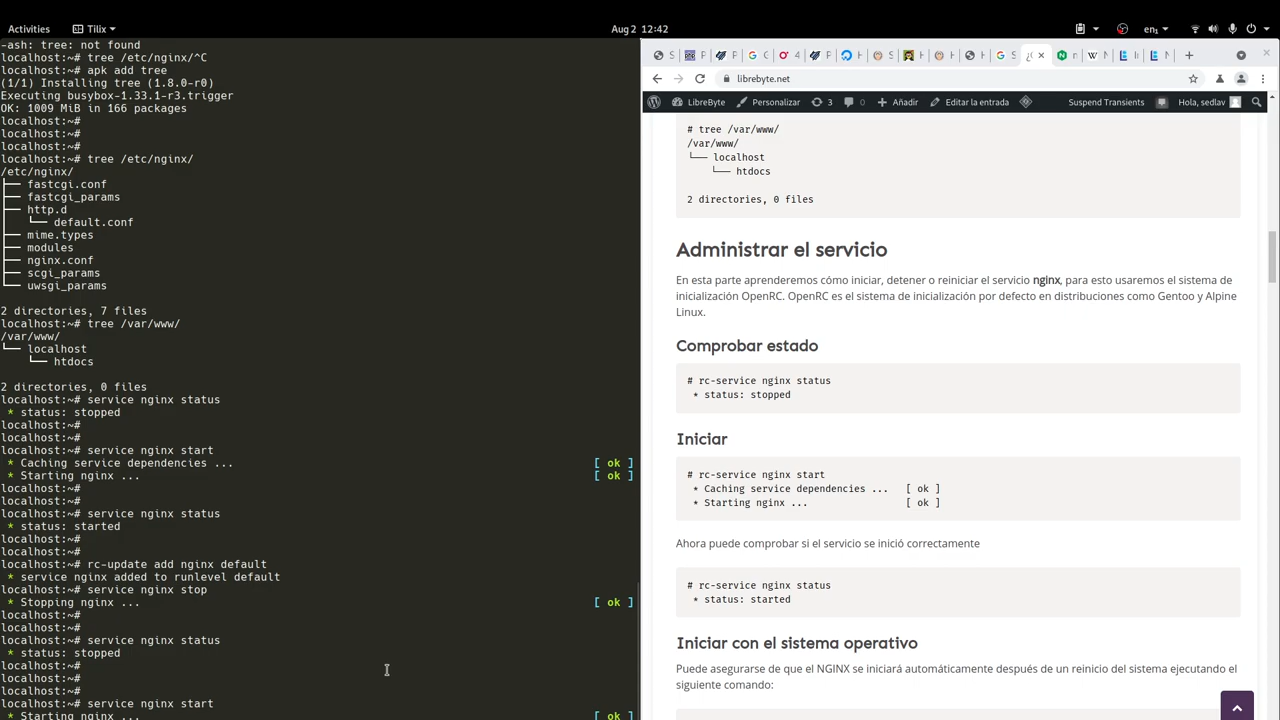 Activities
Tilix
Aug 2 12:42
en₁
-ash: tree: not found
localhost:~# tree /etc/nginx/^C
localhost:~# apk add tree
(1/1) Installing tree (1.8.0-r0)
Executing busybox-1.33.1-r3.trigger
OK: 1009 MiB in 166 packages
localhost:~#
localhost:~#
localhost:~#
localhost:~# tree /etc/nginx/
/etc/nginx/
├── fastcgi.conf
├── fastcgi_params
├── http.d
│   └── default.conf
├── mime.types
├── modules
├── nginx.conf
├── scgi_params
└── uwsgi_params
2 directories, 7 files
localhost:~# tree /var/www/
/var/www/
└── localhost
    └── htdocs
2 directories, 0 files
localhost:~# service nginx status
* status: stopped
localhost:~#
localhost:~#
localhost:~# service nginx start
* Caching service dependencies ... [ ok ]
* Starting nginx ... [ ok ]
localhost:~#
localhost:~#
localhost:~# service nginx status
* status: started
localhost:~#
localhost:~#
localhost:~# rc-update add nginx default
* service nginx added to runlevel default
localhost:~# service nginx stop
* Stopping nginx ... [ ok ]
localhost:~#
localhost:~#
localhost:~# service nginx status
* status: stopped
localhost:~#
localhost:~#
localhost:~#
localhost:~# service nginx start
* Starting nginx ... [ ok ]
librebyte.net
LibreByte
Personalizar
3
0
Añadir
Editar la entrada
Suspend Transients
Hola, sedlav
# tree /var/www/
/var/www/
└── localhost
    └── htdocs
2 directories, 0 files
Administrar el servicio
En esta parte aprenderemos cómo iniciar, detener o reiniciar el servicio nginx, para esto usaremos el sistema de
inicialización OpenRC. OpenRC es el sistema de inicialización por defecto en distribuciones como Gentoo y Alpine
Linux.
Comprobar estado
# rc-service nginx status
* status: stopped
Iniciar
# rc-service nginx start
* Caching service dependencies ... [ ok ]
* Starting nginx ... [ ok ]
Ahora puede comprobar si el servicio se inició correctamente
# rc-service nginx status
* status: started
Iniciar con el sistema operativo
Puede asegurarse de que el NGINX se iniciará automáticamente después de un reinicio del sistema ejecutando el
siguiente comando: